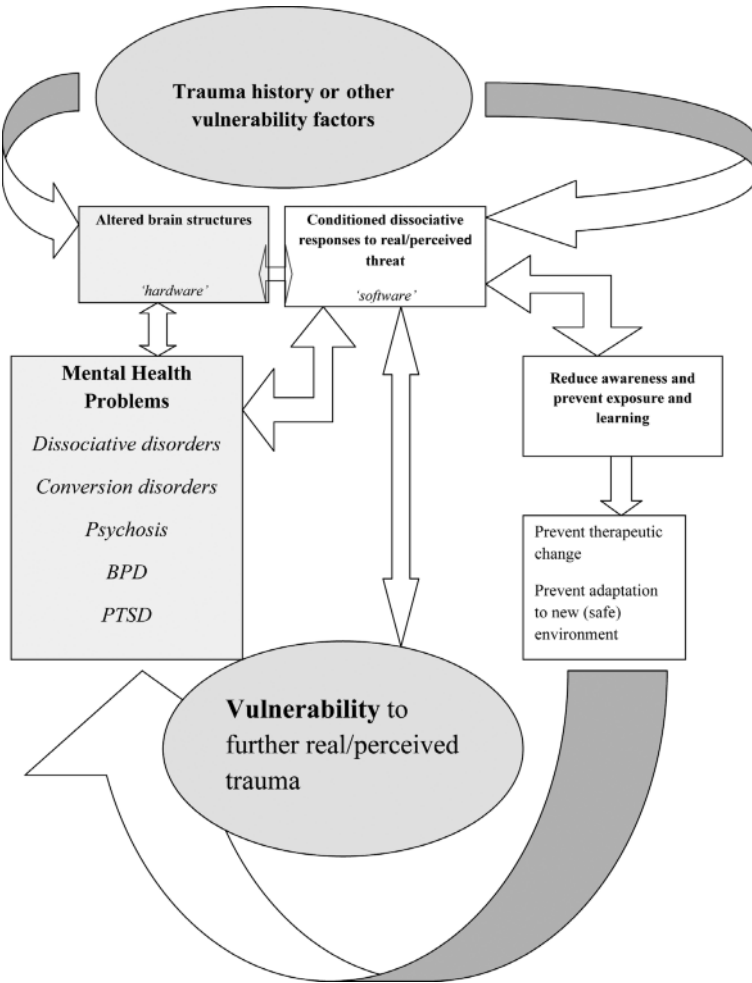 Trauma history or other
vulnerability factors
Altered brain structures
'hardware'
Conditioned dissociative
responses to real/perceived
threat
'software'
Mental Health
Problems
Dissociative disorders
Conversion disorders
Psychosis
BPD
PTSD
Reduce awareness and
prevent exposure and
learning
Prevent therapeutic
change
Prevent adaptation
to new (safe)
environment
Vulnerability to
further real/perceived
trauma